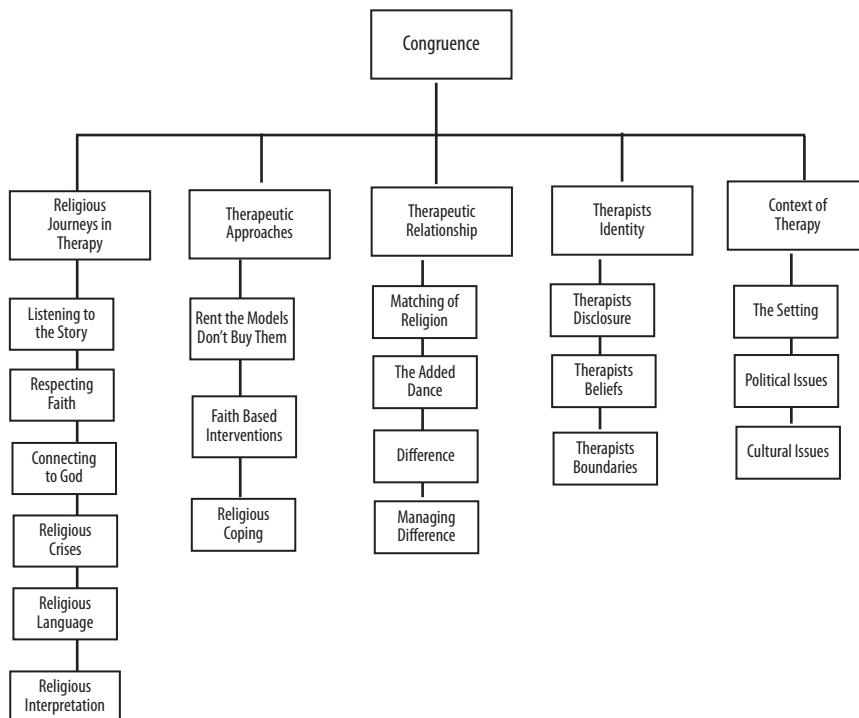 Congruence
Religious
Journeys in
Therapy
Therapeutic
Approaches
Therapeutic
Relationship
Therapists
Identity
Context of
Therapy
Listening to
the Story
Respecting
Faith
Connecting
to God
Religious
Crises
Religious
Language
Religious
Interpretation
Rent the Models
Don't Buy Them
Faith Based
Interventions
Religious
Coping
Matching of
Religion
The Added
Dance
Difference
Managing
Difference
Therapists
Disclosure
Therapists
Beliefs
Therapists
Boundaries
The Setting
Political Issues
Cultural Issues